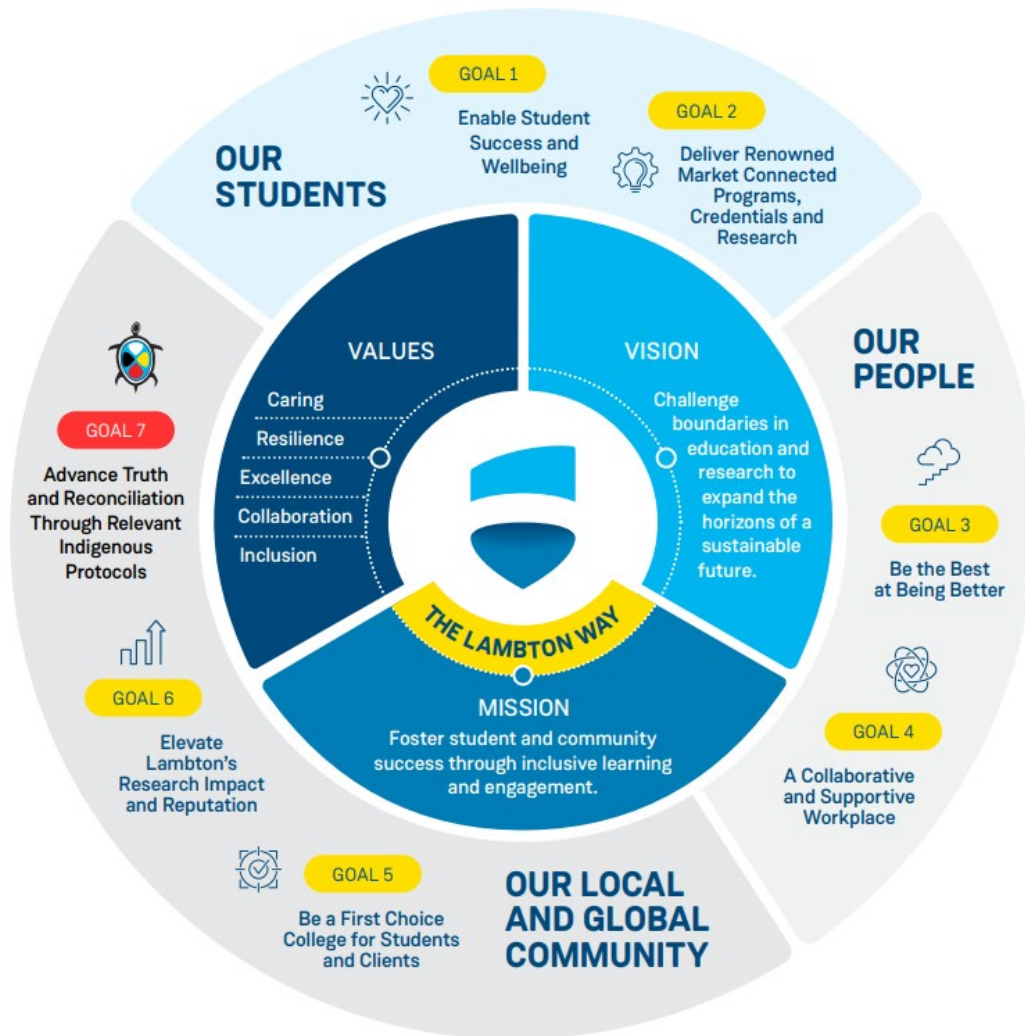 OUR
STUDENTS
GOAL 1
Enable Student
Success and
Wellbeing
GOAL 2
Deliver Renowned
Market Connected
Programs,
Credentials and
Research
OUR
PEOPLE
GOAL 3
Be the Best
at Being Better
GOAL 4
A Collaborative
and Supportive
Workplace
OUR LOCAL
AND GLOBAL
COMMUNITY
GOAL 5
Be a First Choice
College for Students
and Clients
GOAL 6
Elevate
Lambton’s
Research Impact
and Reputation
GOAL 7
Advance Truth
and Reconciliation
Through Relevant
Indigenous
Protocols
VALUES
Caring
Resilience
Excellence
Collaboration
Inclusion
VISION
Challenge
boundaries in
education and
research to
expand the
horizons of a
sustainable
future.
THE LAMBTON WAY
MISSION
Foster student and community
success through inclusive learning
and engagement.